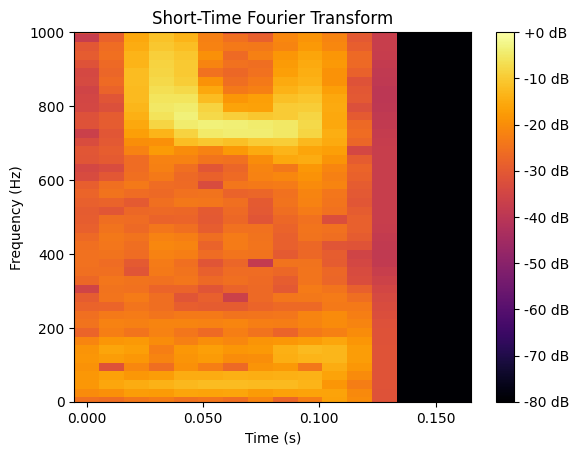 Short-Time Fourier Transform
1000
800
600
400
200
0
Frequency (Hz)
0.000
0.050
0.100
0.150
Time (s)
+0 dB
-10 dB
-20 dB
-30 dB
-40 dB
-50 dB
-60 dB
-70 dB
-80 dB